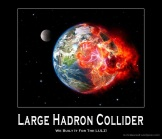 LARGE HADRON COLLIDER
WE BUILT IT FOR THE LULZ!